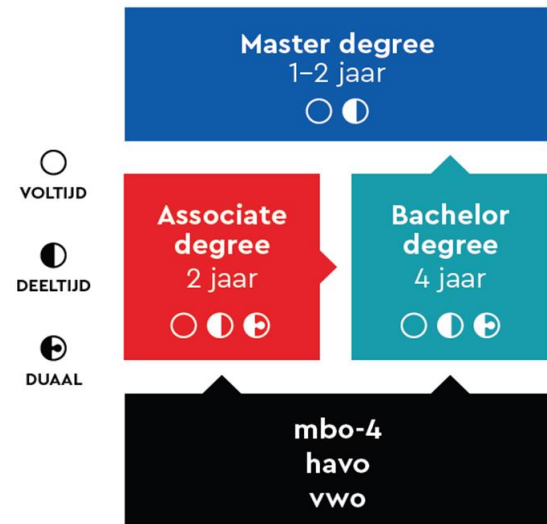 Master degree
1-2 jaar
VOLTIJD
DEELTIJD
DUAAL
Associate
degree
2 jaar
Bachelor
degree
4 jaar
mbo-4
havo
vwo